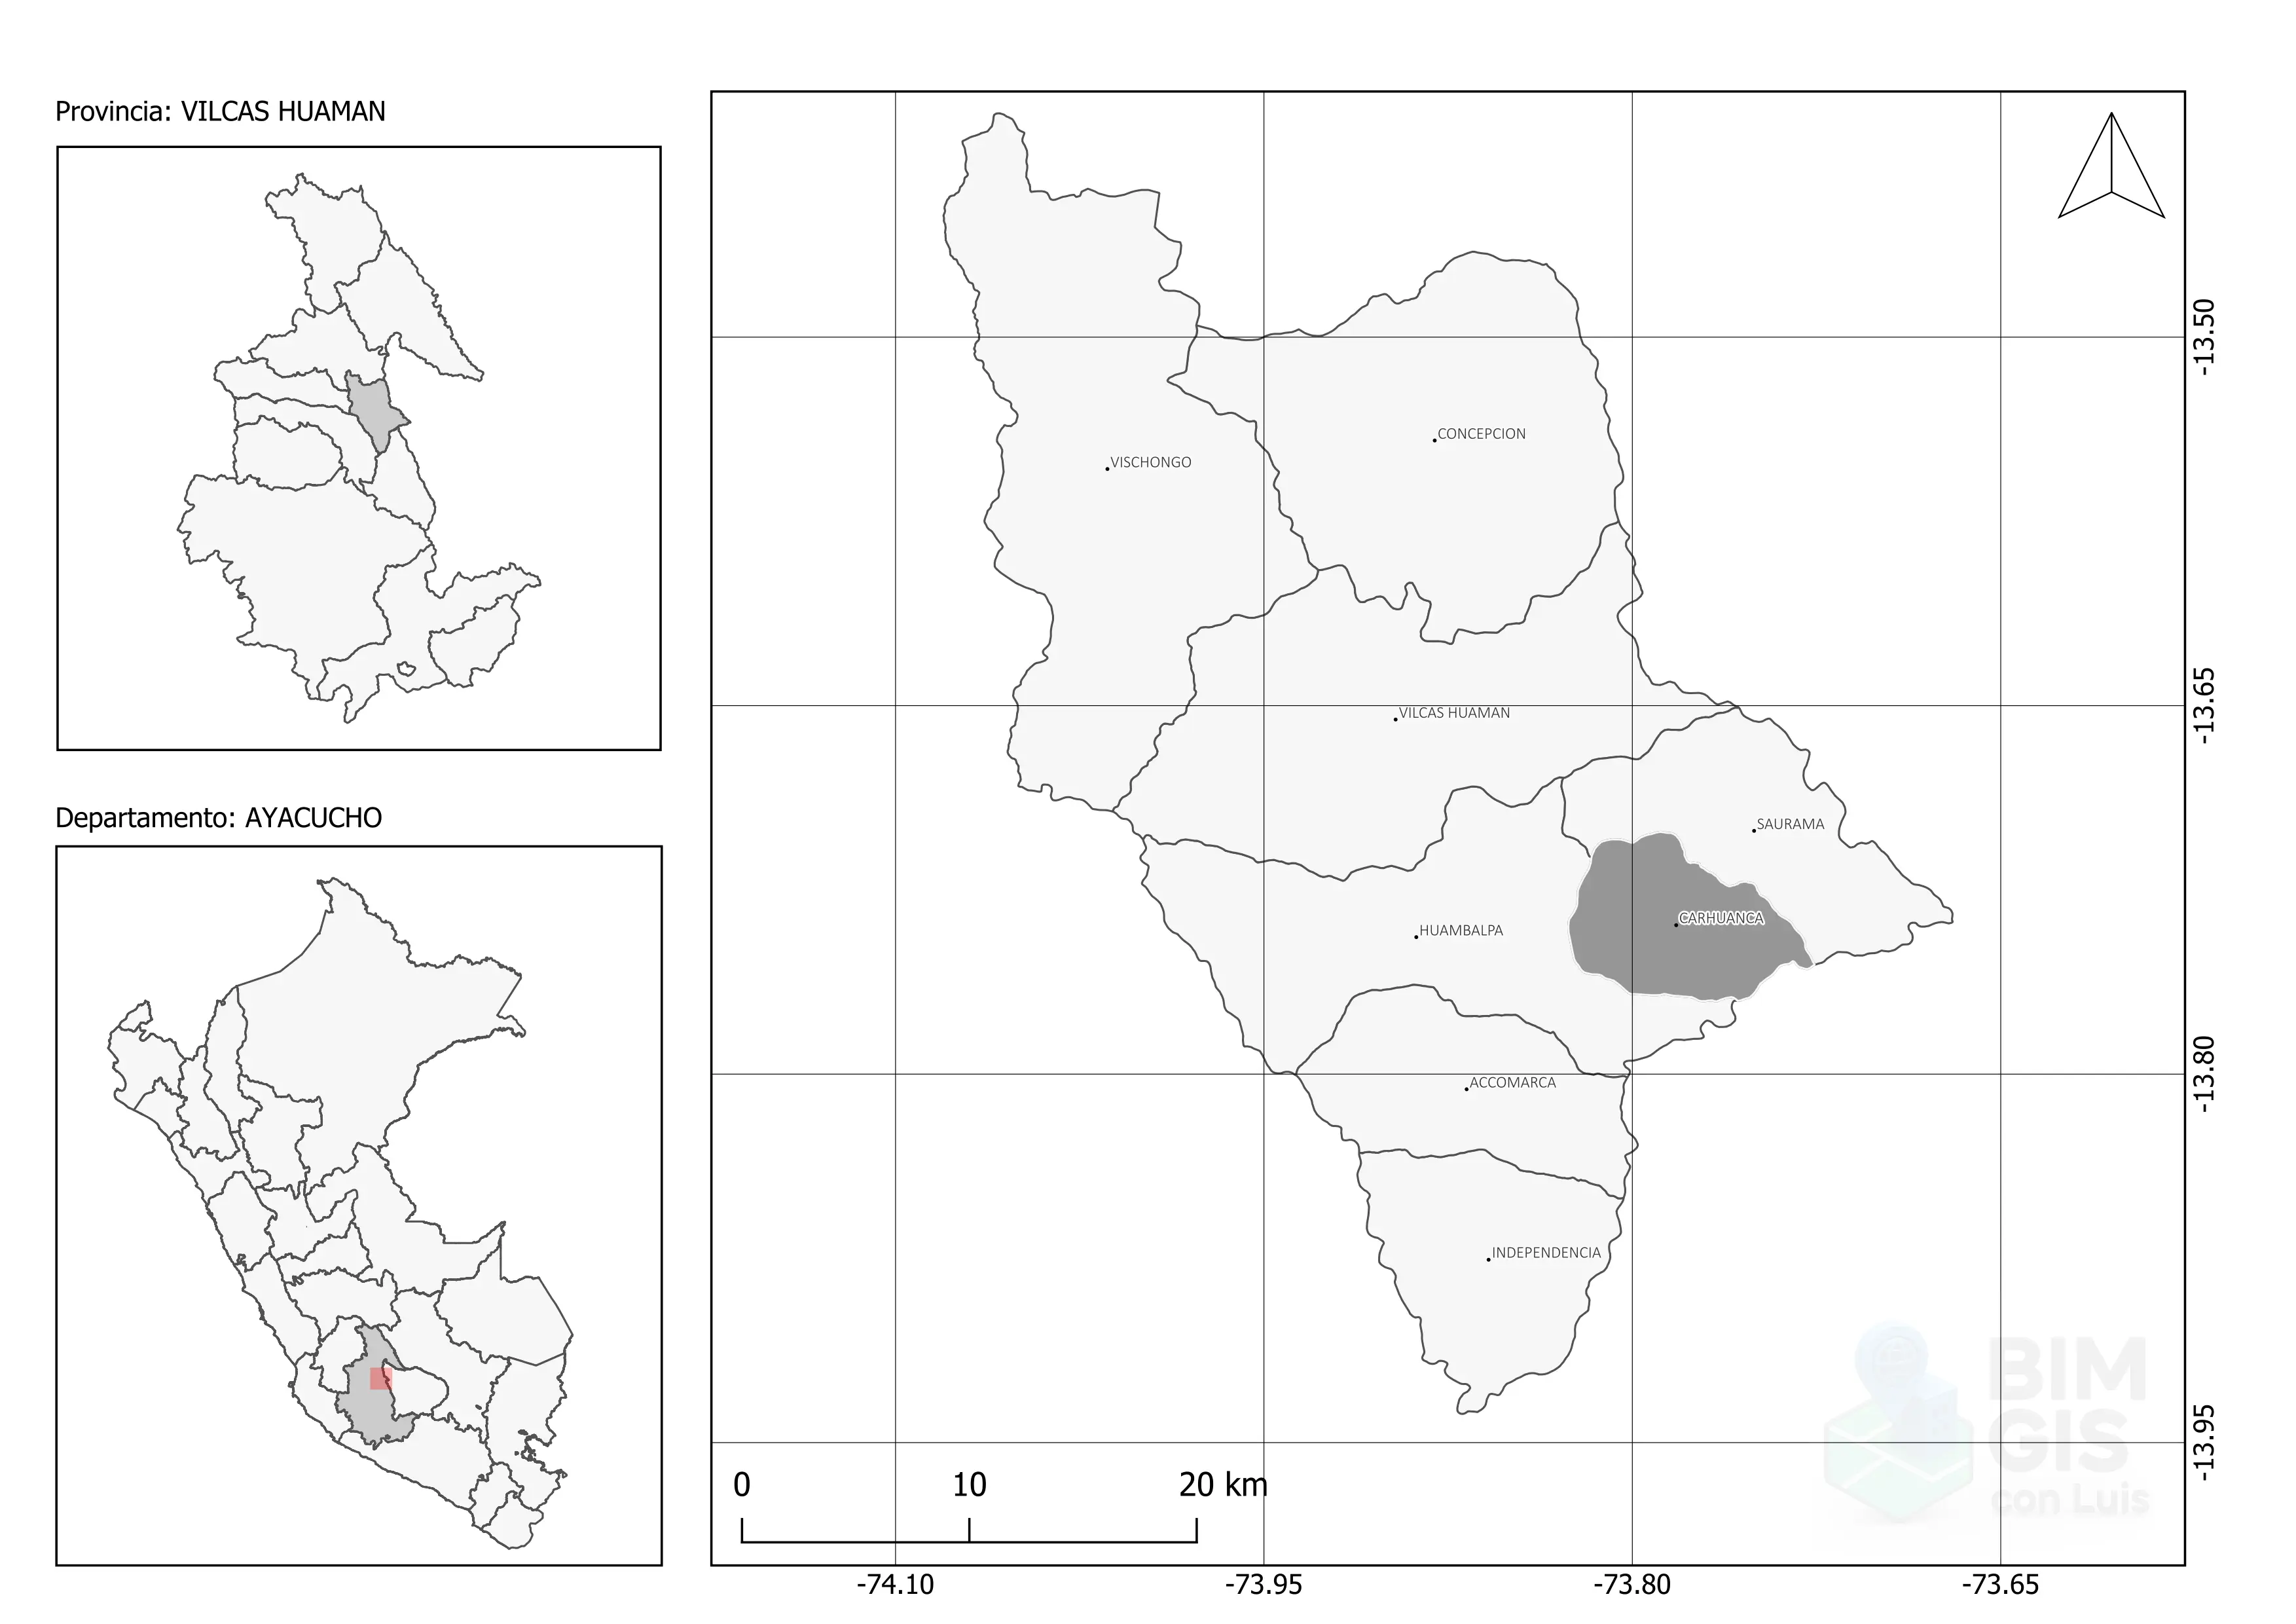 Provincia: VILCAS HUAMAN
Departamento: AYACUCHO
CONCEPCION
VISCHONGO
VILCAS HUAMAN
SAURAMA
CARHUANCA
HUAMBALPA
ACCOMARCA
INDEPENDENCIA
-13.50
-13.65
-13.80
-13.95
BIM
GIS
con Luis
0 10 20 km
-74.10 -73.95 -73.80 -73.65